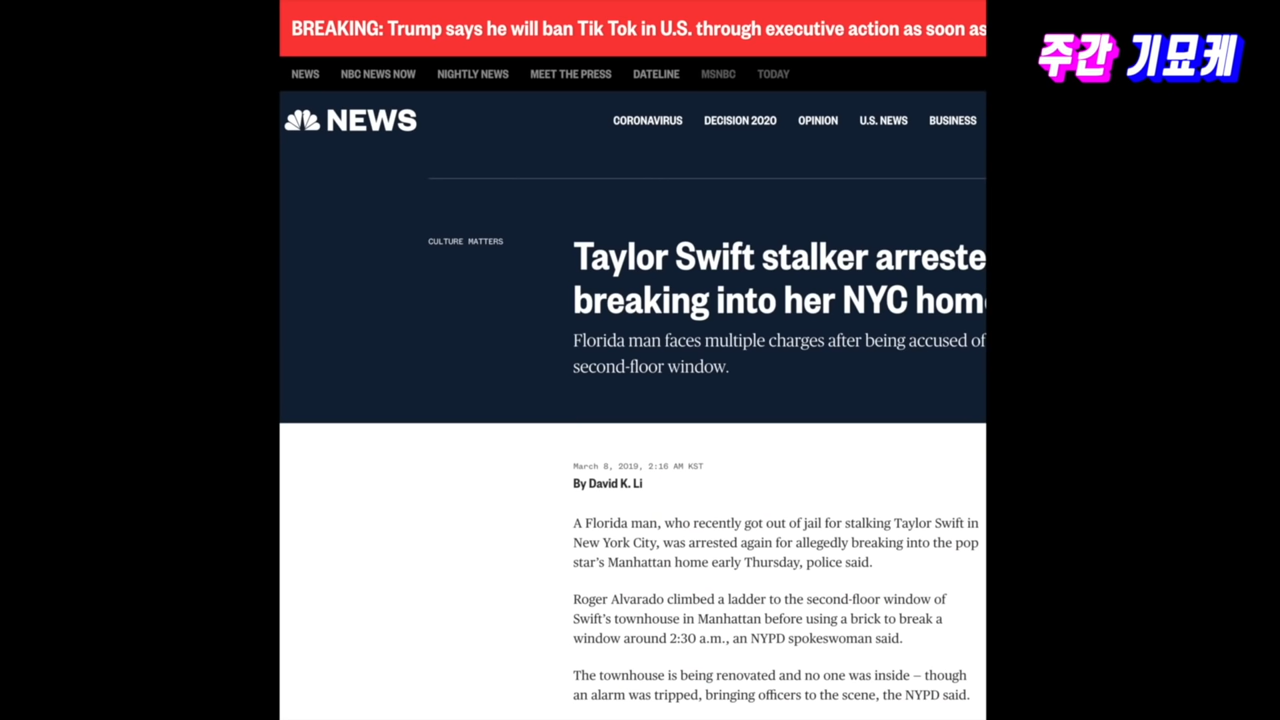 BREAKING: Trump says he will ban Tik Tok in U.S. through executive action as soon as
주간 기묘케
NEWS NBC NEWS NOW NIGHTLY NEWS MEET THE PRESS DATELINE MSNBC TODAY
NEWS
CORONAVIRUS DECISION 2020 OPINION U.S. NEWS BUSINESS
CULTURE MATTERS
Taylor Swift stalker arreste
breaking into her NYC hom
Florida man faces multiple charges after being accused of
second-floor window.
March 8, 2019, 2:16 AM KST
By David K. Li
A Florida man, who recently got out of jail for stalking Taylor Swift in
New York City, was arrested again for allegedly breaking into the pop
star’s Manhattan home early Thursday, police said.
Roger Alvarado climbed a ladder to the second-floor window of
Swift’s townhouse in Manhattan before using a brick to break a
window around 2:30 a.m., an NYPD spokeswoman said.
The townhouse is being renovated and no one was inside — though
an alarm was tripped, bringing officers to the scene, the NYPD said.